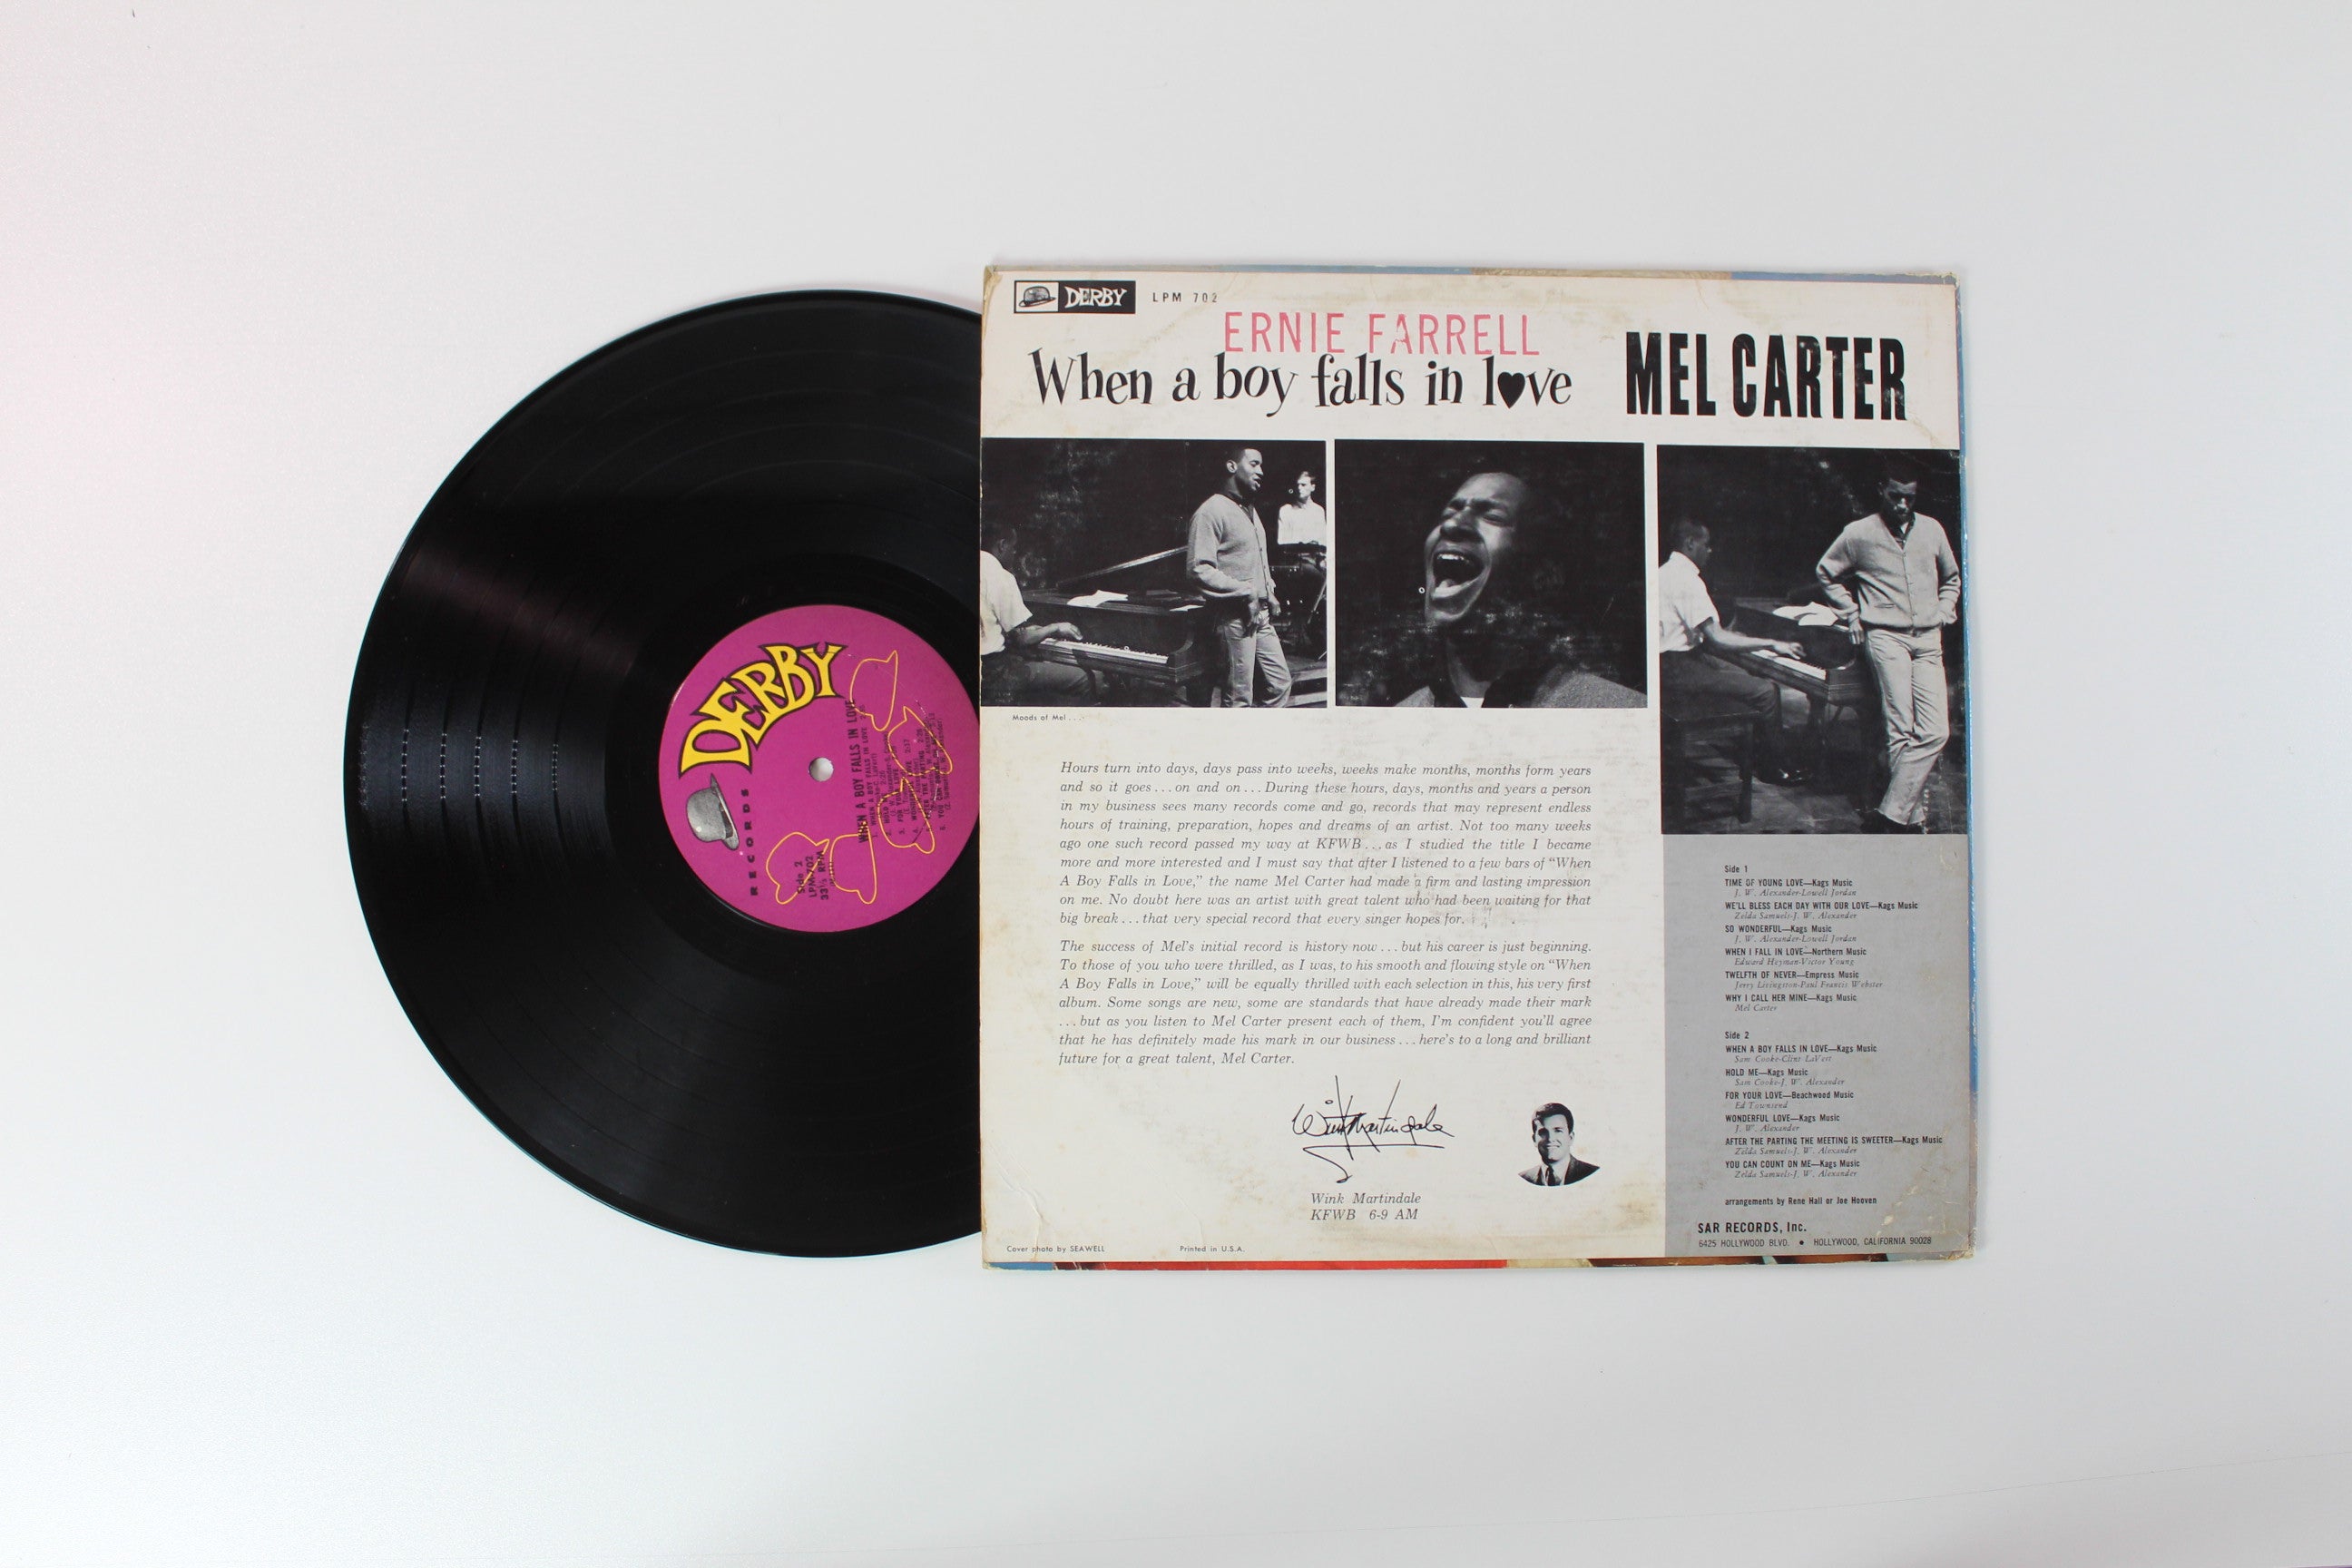 DERBY
RECORDS
Side 2
LPM-702
33⅓ RPM
WHEN A BOY FALLS IN LOVE
DERBY LPM 702
ERNIE FARRELL
When a boy falls in love MEL CARTER
Moods of Mel . . .
Hours turn into days, days pass into weeks, weeks make months, months form years
and so it goes . . . on and on . . . During these hours, days, months and years a person
in my business sees many records come and go, records that may represent endless
hours of training, preparation, hopes and dreams of an artist. Not too many weeks
ago one such record passed my way at KFWB . . . as I studied the title I became
more and more interested and I must say that after I listened to a few bars of “When
A Boy Falls in Love,” the name Mel Carter had made a firm and lasting impression
on me. No doubt here was an artist with great talent who had been waiting for that
big break . . . that very special record that every singer hopes for.
The success of Mel's initial record is history now . . . but his career is just beginning.
To those of you who were thrilled, as I was, to his smooth and flowing style on “When
A Boy Falls in Love,” will be equally thrilled with each selection in this, his very first
album. Some songs are new, some are standards that have already made their mark
. . . but as you listen to Mel Carter present each of them, I'm confident you'll agree
that he has definitely made his mark in our business . . . here's to a long and brilliant
future for a great talent, Mel Carter.
Wink Martindale
Wink Martindale
KFWB 6-9 AM
Cover photo by SEAWELL
Printed in U.S.A.
Side 1
TIME OF YOUNG LOVE—Kags Music
J. W. Alexander-Lowell Jordan
WE'LL BLESS EACH DAY WITH OUR LOVE—Kags Music
Zelda Samuels-J. W. Alexander
SO WONDERFUL—Kags Music
J. W. Alexander-Lowell Jordan
WHEN I FALL IN LOVE—Northern Music
Edward Heyman-Victor Young
TWELFTH OF NEVER—Empress Music
Jerry Livingston-Paul Francis Webster
WHY I CALL HER MINE—Kags Music
Mel Carter
Side 2
WHEN A BOY FALLS IN LOVE—Kags Music
Sam Cooke-Clint LaVert
HOLD ME—Kags Music
Sam Cooke-J. W. Alexander
FOR YOUR LOVE—Beachwood Music
Ed Townsend
WONDERFUL LOVE—Kags Music
J. W. Alexander
AFTER THE PARTING THE MEETING IS SWEETER—Kags Music
Zelda Samuels-J. W. Alexander
YOU CAN COUNT ON ME—Kags Music
Zelda Samuels-J. W. Alexander
arrangements by Rene Hall or Joe Hooven
SAR RECORDS, Inc.
6425 HOLLYWOOD BLVD. • HOLLYWOOD, CALIFORNIA 90028